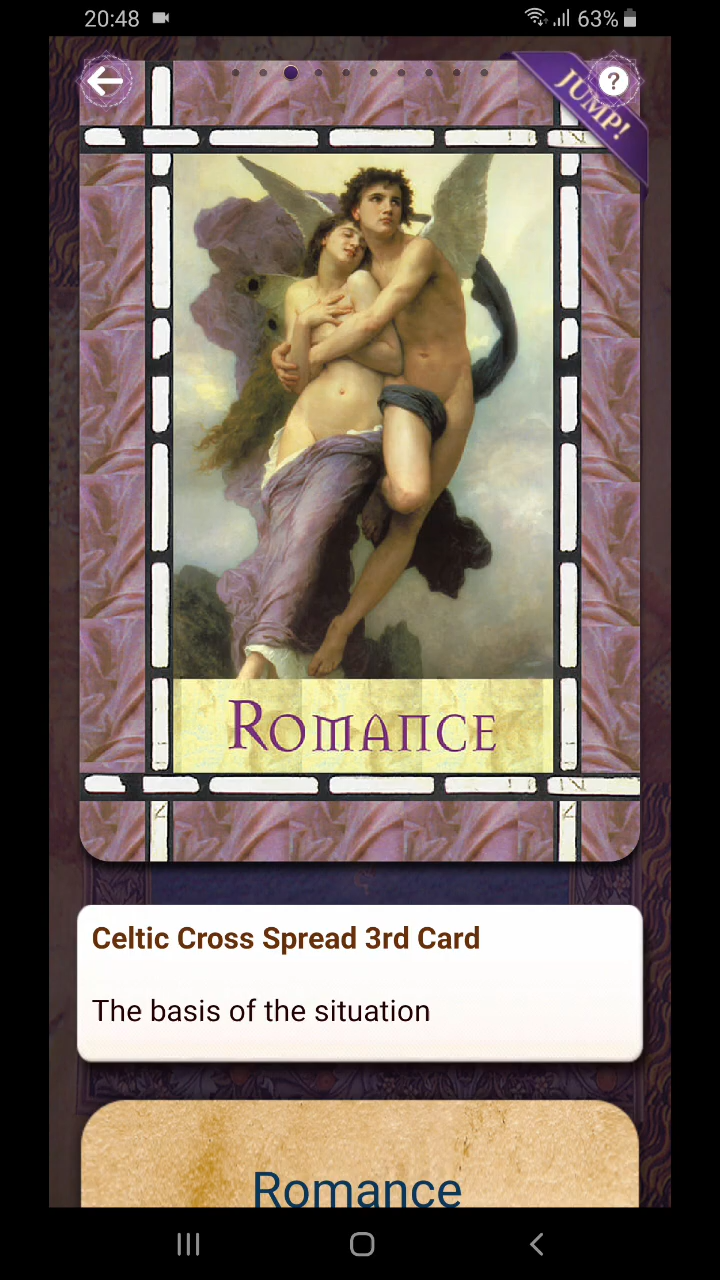 20:48
63%
JUMP!
?
ROMANCE
Celtic Cross Spread 3rd Card
The basis of the situation
Romance